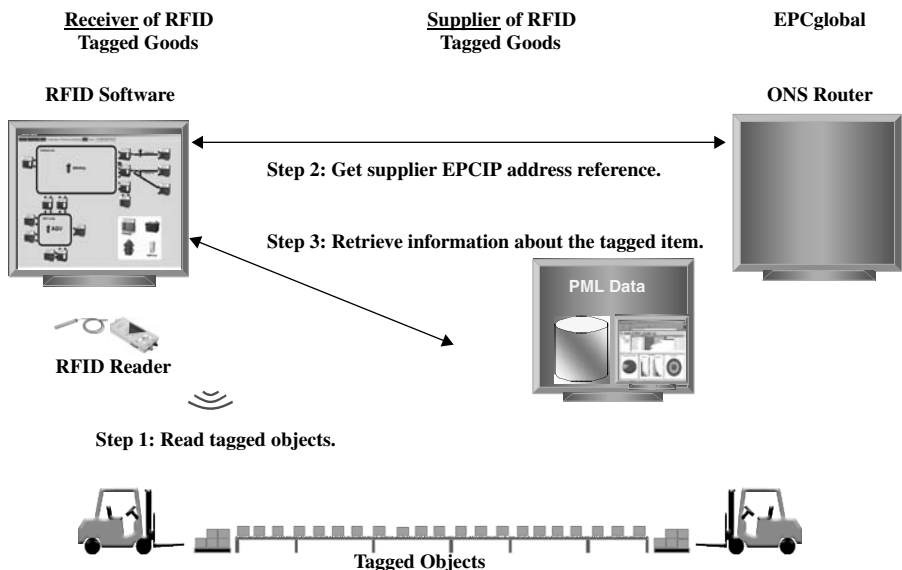 Receiver of RFID
Tagged Goods
Supplier of RFID
Tagged Goods
EPCglobal
RFID Software
ONS Router
Step 2: Get supplier EPCIP address reference.
Step 3: Retrieve information about the tagged item.
PML Data
RFID Reader
Step 1: Read tagged objects.
Tagged Objects